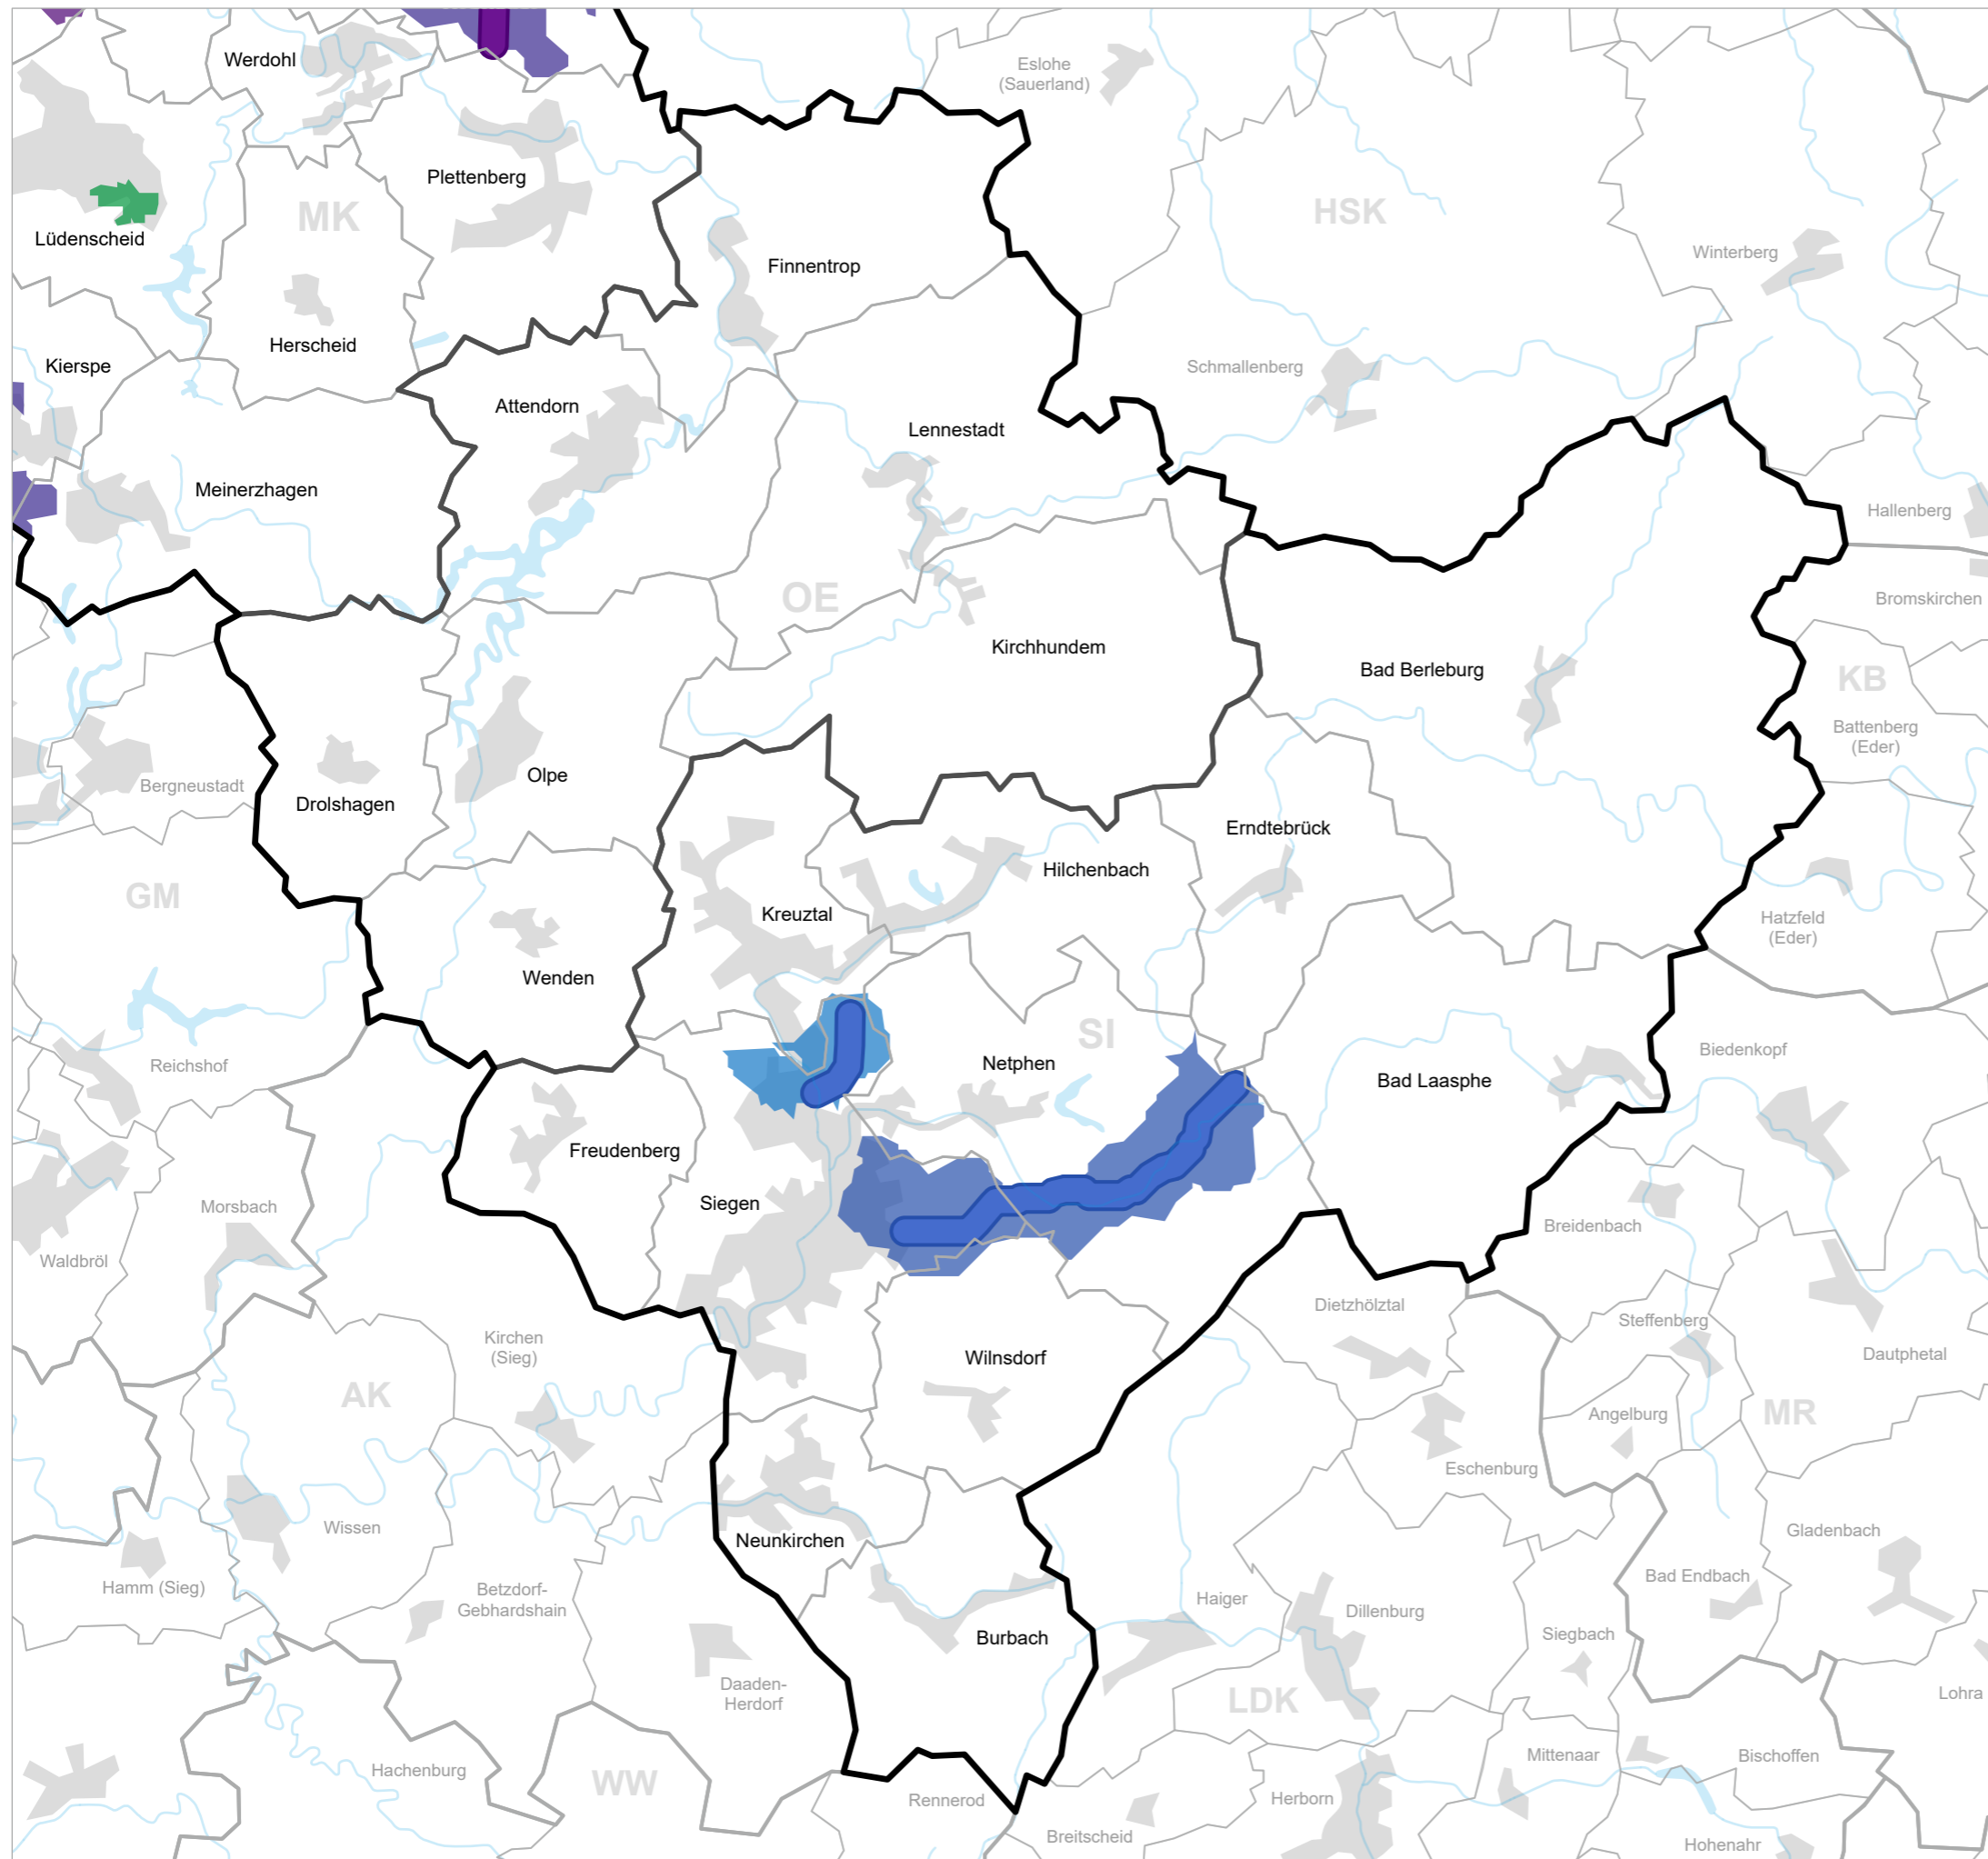 Werdohl
Eslohe
(Sauerland)
Plettenberg
MK
HSK
Lüdenscheid
Winterberg
Finnentrop
Herscheid
Kierspe
Schmallenberg
Attendorn
Lennestadt
Meinerzhagen
Hallenberg
OE
Bromskirchen
Kirchhundem
Bad Berleburg
KB
Battenberg
(Eder)
Olpe
Bergneustadt
Drolshagen
Erndtebrück
Hilchenbach
GM
Kreuztal
Hatzfeld
(Eder)
Wenden
SI
Biedenkopf
Reichshof
Netphen
Bad Laasphe
Freudenberg
Siegen
Morsbach
Breidenbach
Waldbröl
Dietzhölztal
Steffenberg
Kirchen
(Sieg)
Wilnsdorf
Dautphetal
AK
MR
Angelburg
Eschenburg
Wissen
Gladenbach
Neunkirchen
Hamm (Sieg)
Bad Endbach
Betzdorf-
Gebhardshain
Haiger
Dillenburg
Siegbach
Burbach
Daaden-
Herdorf
LDK
Lohra
Mittenaar
Bischoffen
Hachenburg
WW
Rennerod
Herborn
Breitscheid
Hohenahr